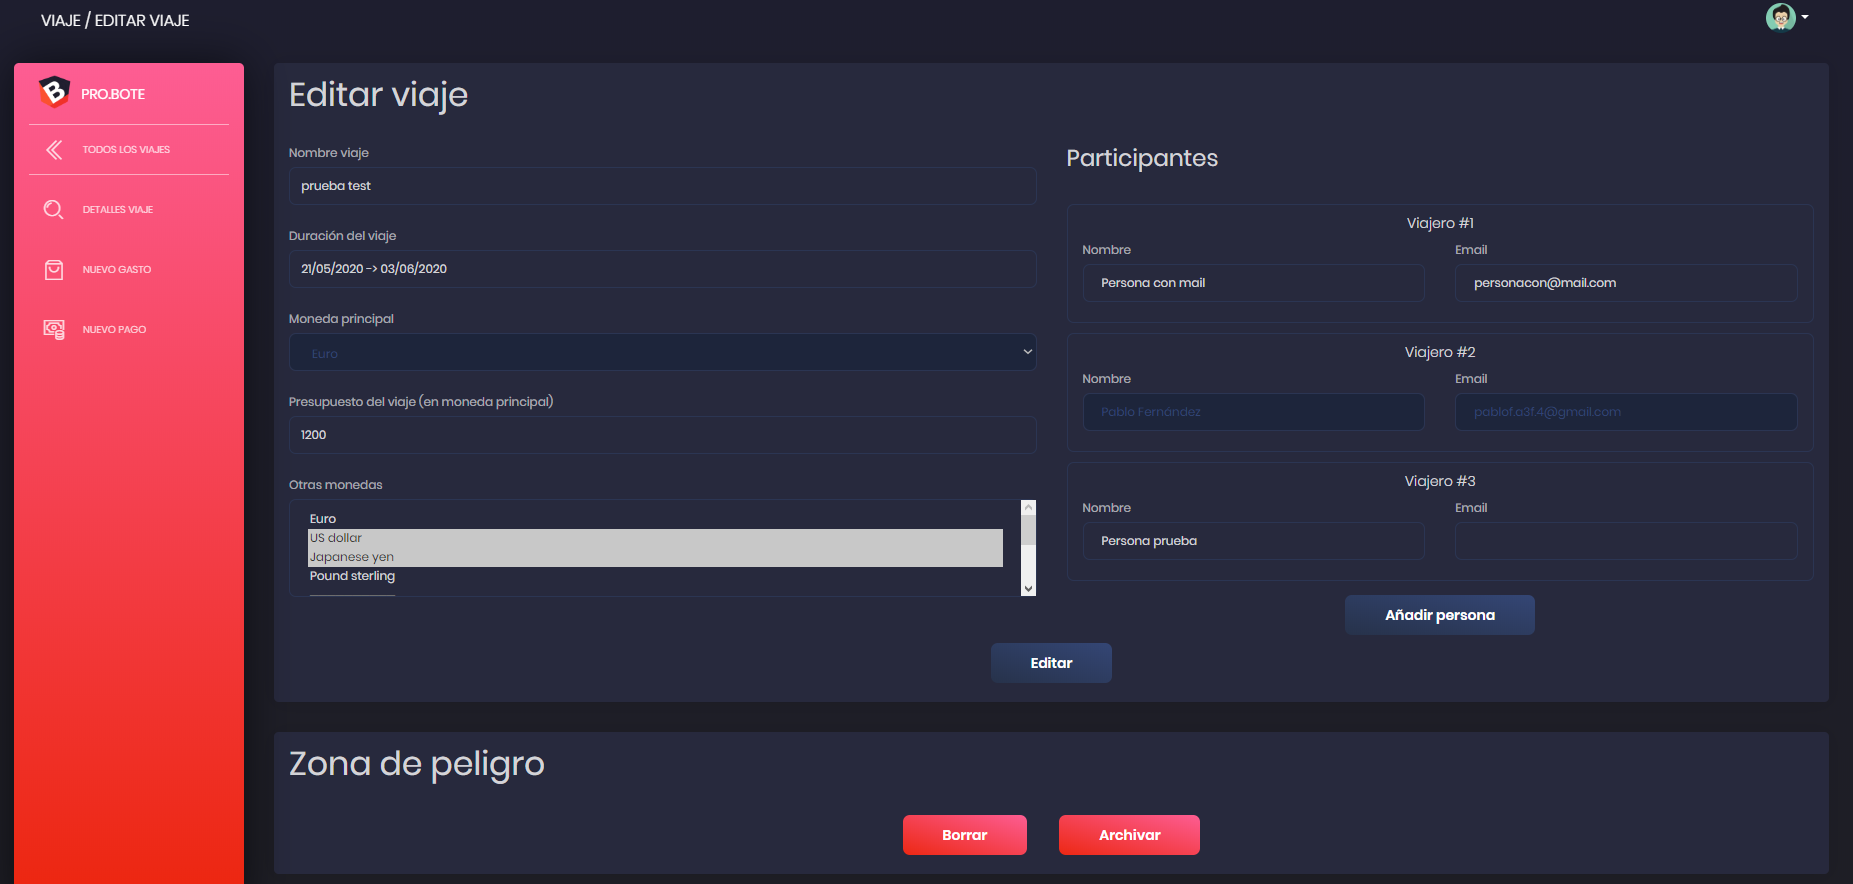 VIAJE / EDITAR VIAJE
PRO.BOTE
TODOS LOS VIAJES
DETALLES VIAJE
NUEVO GASTO
NUEVO PAGO
Editar viaje
Nombre viaje
prueba test
Duración del viaje
21/05/2020 -> 03/06/2020
Moneda principal
Euro
Presupuesto del viaje (en moneda principal)
1200
Otras monedas
Euro
US dollar
Japanese yen
Pound sterling
Participantes
Viajero #1
Nombre Email
Persona con mail personacon@mail.com
Viajero #2
Nombre Email
Pablo Fernández pablof.a3f.4@gmail.com
Viajero #3
Nombre Email
Persona prueba
Añadir persona
Editar
Zona de peligro
Borrar Archivar